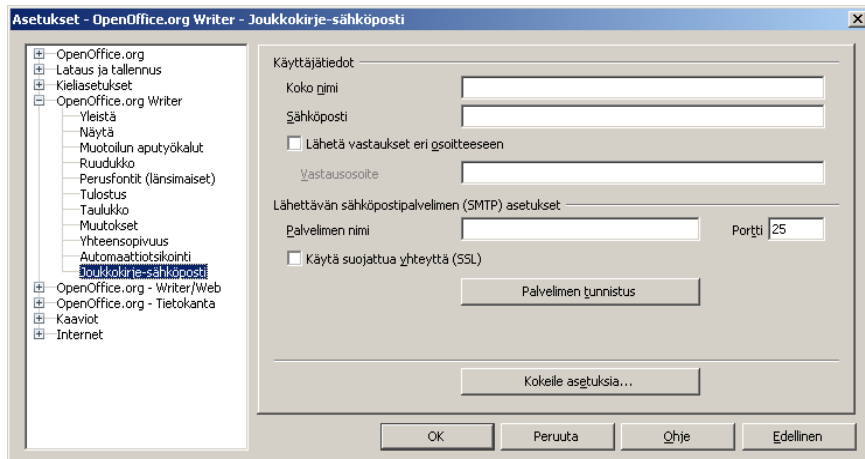 Asetukset - OpenOffice.org Writer - Joukkokirje-sähköposti
OpenOffice.org
Lataus ja tallennus
Kieliasetukset
OpenOffice.org Writer
Yleistä
Näytä
Muotoilun aputyökalut
Ruudukko
Perusfontit (länsimaiset)
Tulostus
Taulukko
Muutokset
Yhteensopivuus
Automaattiotsikointi
Joukkokirje-sähköposti
OpenOffice.org - Writer/Web
OpenOffice.org - Tietokanta
Kaaviot
Internet
Käyttäjätiedot
Koko nimi
Sähköposti
Lähetä vastaukset eri osoitteeseen
Vastausosoite
Lähettävän sähköpostipalvelimen (SMTP) asetukset
Palvelimen nimi
Portti 25
Käytä suojattua yhteyttä (SSL)
Palvelimen tunnistus
Kokeile asetuksia...
OK Peruuta Ohje Edellinen